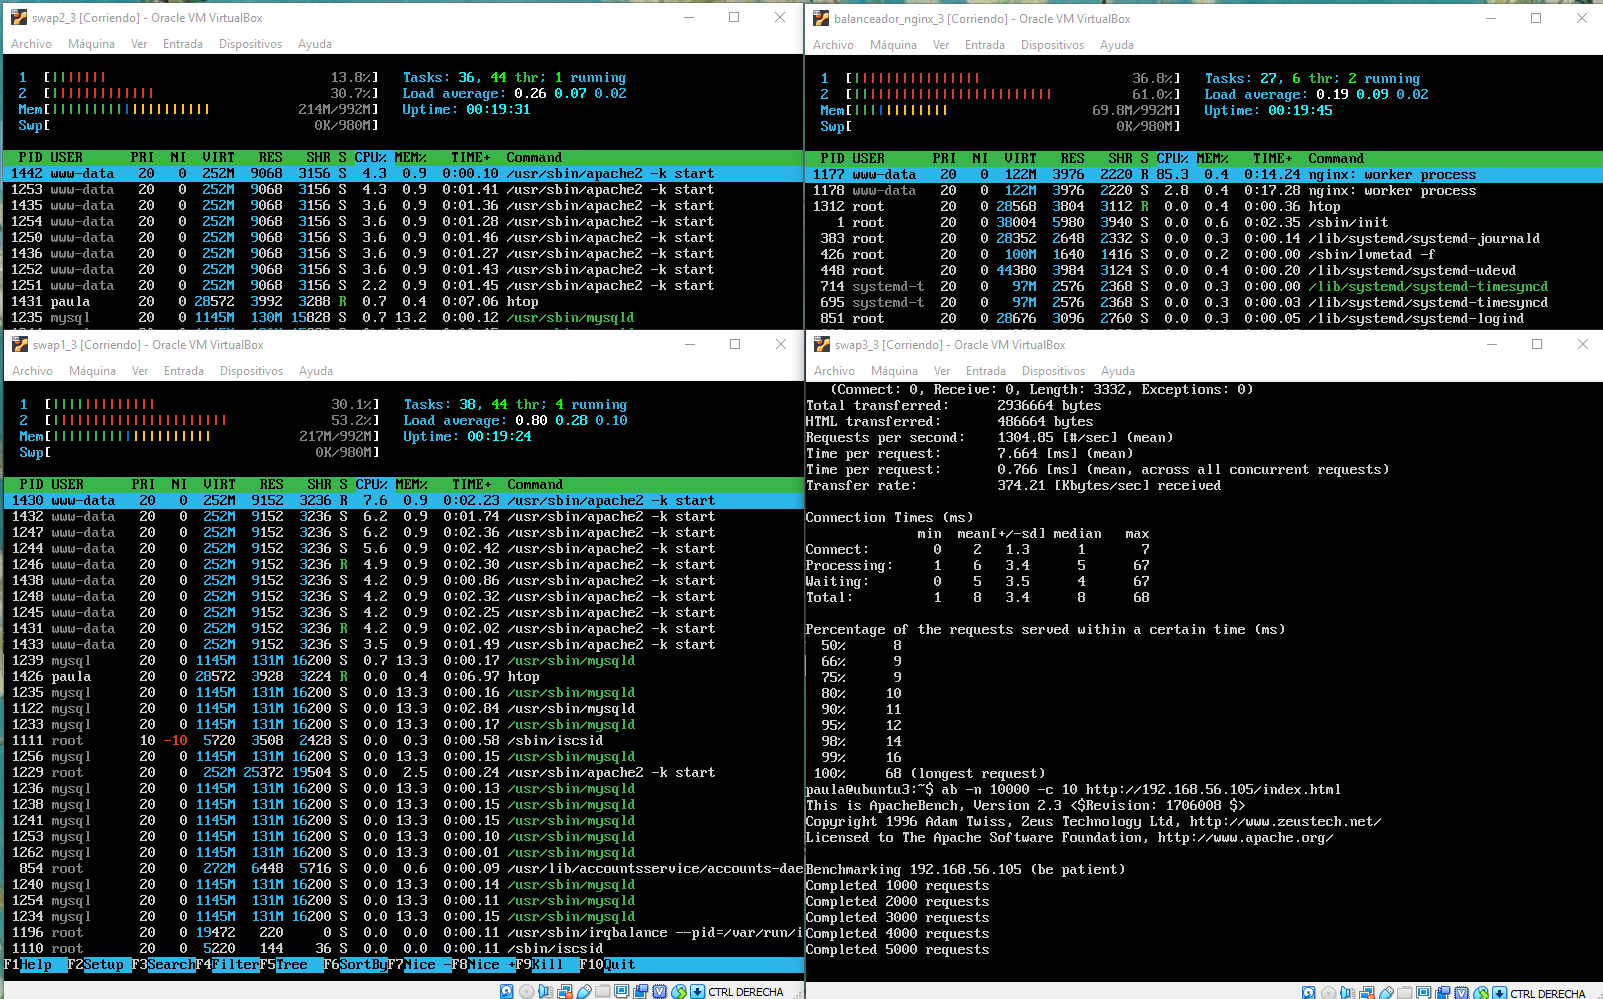 swap2_3 [Corriendo] - Oracle VM VirtualBox
Archivo Máquina Ver Entrada Dispositivos Ayuda
1 [||||||| 13.8%] Tasks: 36, 44 thr; 1 running
2 [||||||||||||| 30.7%] Load average: 0.26 0.07 0.02
Mem[|||||||||||||||||||| 214M/992M] Uptime: 00:19:31
Swp[ 0K/980M]
PID USER PRI NI VIRT RES SHR S CPU% MEM% TIME+ Command
1442 www-data 20 0 252M 9068 3156 S 4.3 0.9 0:00.10 /usr/sbin/apache2 -k start
1253 www-data 20 0 252M 9068 3156 S 4.3 0.9 0:01.41 /usr/sbin/apache2 -k start
1435 www-data 20 0 252M 9068 3156 S 3.6 0.9 0:01.36 /usr/sbin/apache2 -k start
1254 www-data 20 0 252M 9068 3156 S 3.6 0.9 0:01.28 /usr/sbin/apache2 -k start
1250 www-data 20 0 252M 9068 3156 S 3.6 0.9 0:01.46 /usr/sbin/apache2 -k start
1436 www-data 20 0 252M 9068 3156 S 3.6 0.9 0:01.27 /usr/sbin/apache2 -k start
1252 www-data 20 0 252M 9068 3156 S 3.6 0.9 0:01.43 /usr/sbin/apache2 -k start
1251 www-data 20 0 252M 9068 3156 S 2.2 0.9 0:01.45 /usr/sbin/apache2 -k start
1431 paula 20 0 28572 3992 3288 R 0.7 0.4 0:07.06 htop
1235 mysql 20 0 1145M 130M 15828 S 0.7 13.2 0:00.12 /usr/sbin/mysqld
balanceador_nginx_3 [Corriendo] - Oracle VM VirtualBox
Archivo Máquina Ver Entrada Dispositivos Ayuda
1 [|||||||||||||||| 36.8%] Tasks: 27, 6 thr; 2 running
2 [||||||||||||||||||||||||| 61.0%] Load average: 0.19 0.09 0.02
Mem[|||||||||||| 69.8M/992M] Uptime: 00:19:45
Swp[ 0K/980M]
PID USER PRI NI VIRT RES SHR S CPU% MEM% TIME+ Command
1177 www-data 20 0 122M 3976 2220 R 85.3 0.4 0:14.24 nginx: worker process
1178 www-data 20 0 122M 3976 2220 S 2.8 0.4 0:17.28 nginx: worker process
1312 root 20 0 28568 3804 3112 R 0.0 0.4 0:00.36 htop
1 root 20 0 38004 5980 3940 S 0.0 0.6 0:02.35 /sbin/init
383 root 20 0 28352 2648 2332 S 0.0 0.3 0:00.14 /lib/systemd/systemd-journald
426 root 20 0 100M 1640 1416 S 0.0 0.2 0:00.00 /sbin/lvmetad -f
448 root 20 0 44380 3984 3124 S 0.0 0.4 0:00.20 /lib/systemd/systemd-udevd
714 systemd-t 20 0 97M 2576 2368 S 0.0 0.3 0:00.00 /lib/systemd/systemd-timesyncd
695 systemd-t 20 0 97M 2576 2368 S 0.0 0.3 0:00.03 /lib/systemd/systemd-timesyncd
851 root 20 0 28676 3096 2760 S 0.0 0.3 0:00.05 /lib/systemd/systemd-logind
swap1_3 [Corriendo] - Oracle VM VirtualBox
Archivo Máquina Ver Entrada Dispositivos Ayuda
1 [||||||||||||| 30.1%] Tasks: 38, 44 thr; 4 running
2 [|||||||||||||||||||||| 53.2%] Load average: 0.80 0.28 0.10
Mem[|||||||||||||||||||| 217M/992M] Uptime: 00:19:24
Swp[ 0K/980M]
PID USER PRI NI VIRT RES SHR S CPU% MEM% TIME+ Command
1430 www-data 20 0 252M 9152 3236 R 7.6 0.9 0:02.23 /usr/sbin/apache2 -k start
1432 www-data 20 0 252M 9152 3236 S 6.2 0.9 0:01.74 /usr/sbin/apache2 -k start
1247 www-data 20 0 252M 9152 3236 S 6.2 0.9 0:02.36 /usr/sbin/apache2 -k start
1244 www-data 20 0 252M 9152 3236 S 5.6 0.9 0:02.42 /usr/sbin/apache2 -k start
1246 www-data 20 0 252M 9152 3236 R 4.9 0.9 0:02.30 /usr/sbin/apache2 -k start
1438 www-data 20 0 252M 9152 3236 S 4.2 0.9 0:00.86 /usr/sbin/apache2 -k start
1248 www-data 20 0 252M 9152 3236 S 4.2 0.9 0:02.32 /usr/sbin/apache2 -k start
1245 www-data 20 0 252M 9152 3236 S 4.2 0.9 0:02.25 /usr/sbin/apache2 -k start
1431 www-data 20 0 252M 9152 3236 R 4.2 0.9 0:02.02 /usr/sbin/apache2 -k start
1433 www-data 20 0 252M 9152 3236 S 3.5 0.9 0:01.49 /usr/sbin/apache2 -k start
1239 mysql 20 0 1145M 131M 16200 S 0.7 13.3 0:00.17 /usr/sbin/mysqld
1426 paula 20 0 28572 3928 3224 R 0.0 0.4 0:06.97 htop
1235 mysql 20 0 1145M 131M 16200 S 0.0 13.3 0:00.16 /usr/sbin/mysqld
1122 mysql 20 0 1145M 131M 16200 S 0.0 13.3 0:02.84 /usr/sbin/mysqld
1233 mysql 20 0 1145M 131M 16200 S 0.0 13.3 0:00.17 /usr/sbin/mysqld
1111 root 10 -10 5720 3508 2428 S 0.0 0.3 0:00.58 /sbin/iscsid
1256 mysql 20 0 1145M 131M 16200 S 0.0 13.3 0:00.15 /usr/sbin/mysqld
1229 root 20 0 252M 25372 19504 S 0.0 2.5 0:00.24 /usr/sbin/apache2 -k start
1236 mysql 20 0 1145M 131M 16200 S 0.0 13.3 0:00.13 /usr/sbin/mysqld
1238 mysql 20 0 1145M 131M 16200 S 0.0 13.3 0:00.15 /usr/sbin/mysqld
1241 mysql 20 0 1145M 131M 16200 S 0.0 13.3 0:00.15 /usr/sbin/mysqld
1253 mysql 20 0 1145M 131M 16200 S 0.0 13.3 0:00.10 /usr/sbin/mysqld
1262 mysql 20 0 1145M 131M 16200 S 0.0 13.3 0:00.01 /usr/sbin/mysqld
854 root 20 0 272M 6448 5716 S 0.0 0.6 0:00.09 /usr/lib/accountsservice/accounts-dae
1240 mysql 20 0 1145M 131M 16200 S 0.0 13.3 0:00.14 /usr/sbin/mysqld
1254 mysql 20 0 1145M 131M 16200 S 0.0 13.3 0:00.11 /usr/sbin/mysqld
1234 mysql 20 0 1145M 131M 16200 S 0.0 13.3 0:00.15 /usr/sbin/mysqld
1196 root 20 0 19472 220 0 S 0.0 0.0 0:00.11 /usr/sbin/irqbalance --pid=/var/run/i
1110 root 20 0 5220 144 36 S 0.0 0.0 0:00.11 /sbin/iscsid
F1Help F2Setup F3SearchF4FilterF5Tree F6SortByF7Nice -F8Nice +F9Kill F10Quit
CTRL DERECHA
swap3_3 [Corriendo] - Oracle VM VirtualBox
Archivo Máquina Ver Entrada Dispositivos Ayuda
(Connect: 0, Receive: 0, Length: 3332, Exceptions: 0)
Total transferred: 2936664 bytes
HTML transferred: 486664 bytes
Requests per second: 1304.85 [#/sec] (mean)
Time per request: 7.664 [ms] (mean)
Time per request: 0.766 [ms] (mean, across all concurrent requests)
Transfer rate: 374.21 [Kbytes/sec] received
Connection Times (ms)
min mean[+/-sd] median max
Connect: 0 2 1.3 1 7
Processing: 1 6 3.4 5 67
Waiting: 0 5 3.5 4 67
Total: 1 8 3.4 8 68
Percentage of the requests served within a certain time (ms)
50% 8
66% 9
75% 9
80% 10
90% 11
95% 12
98% 14
99% 16
100% 68 (longest request)
paula@ubuntu3:~$ ab -n 10000 -c 10 http://192.168.56.105/index.html
This is ApacheBench, Version 2.3 <$Revision: 1706008 $>
Copyright 1996 Adam Twiss, Zeus Technology Ltd, http://www.zeustech.net/
Licensed to The Apache Software Foundation, http://www.apache.org/
Benchmarking 192.168.56.105 (be patient)
Completed 1000 requests
Completed 2000 requests
Completed 3000 requests
Completed 4000 requests
Completed 5000 requests
CTRL DERECHA